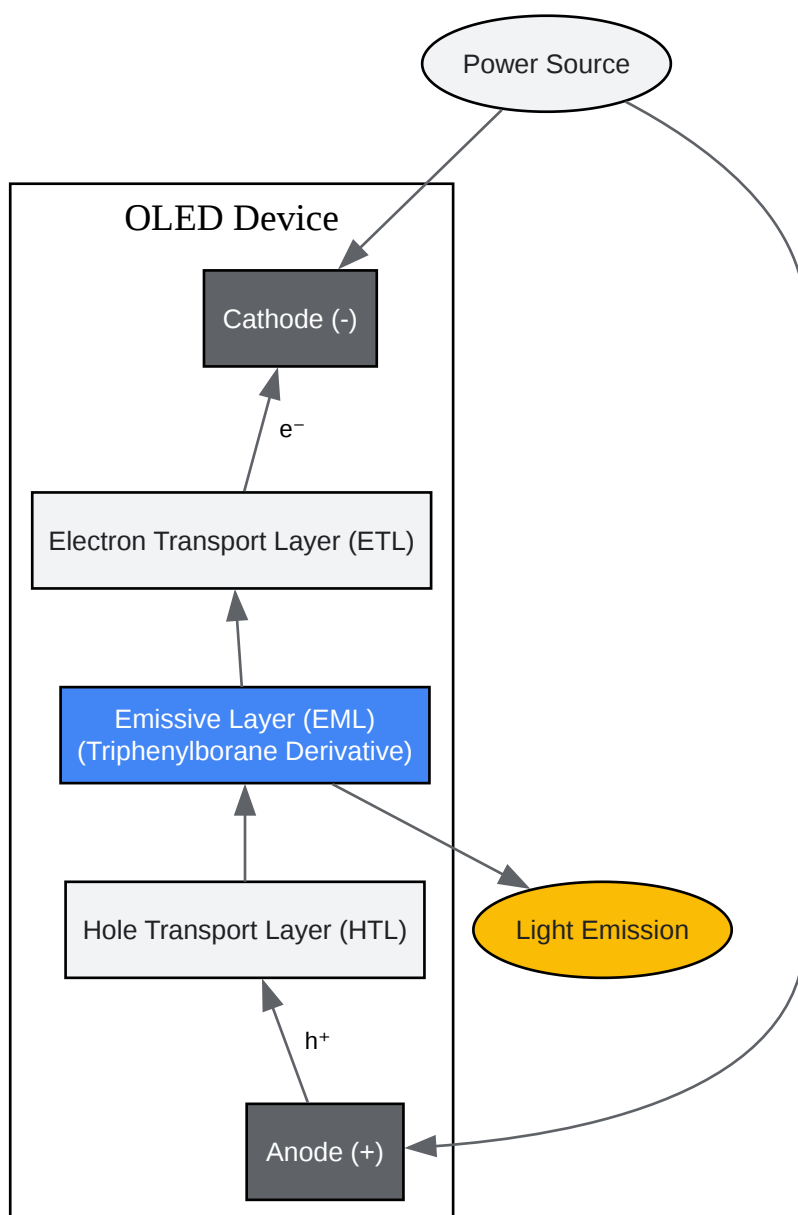 Power Source
OLED Device
Cathode (-)
e⁻
Electron Transport Layer (ETL)
Emissive Layer (EML)
(Triphenylborane Derivative)
Hole Transport Layer (HTL)
Light Emission
h⁺
Anode (+)